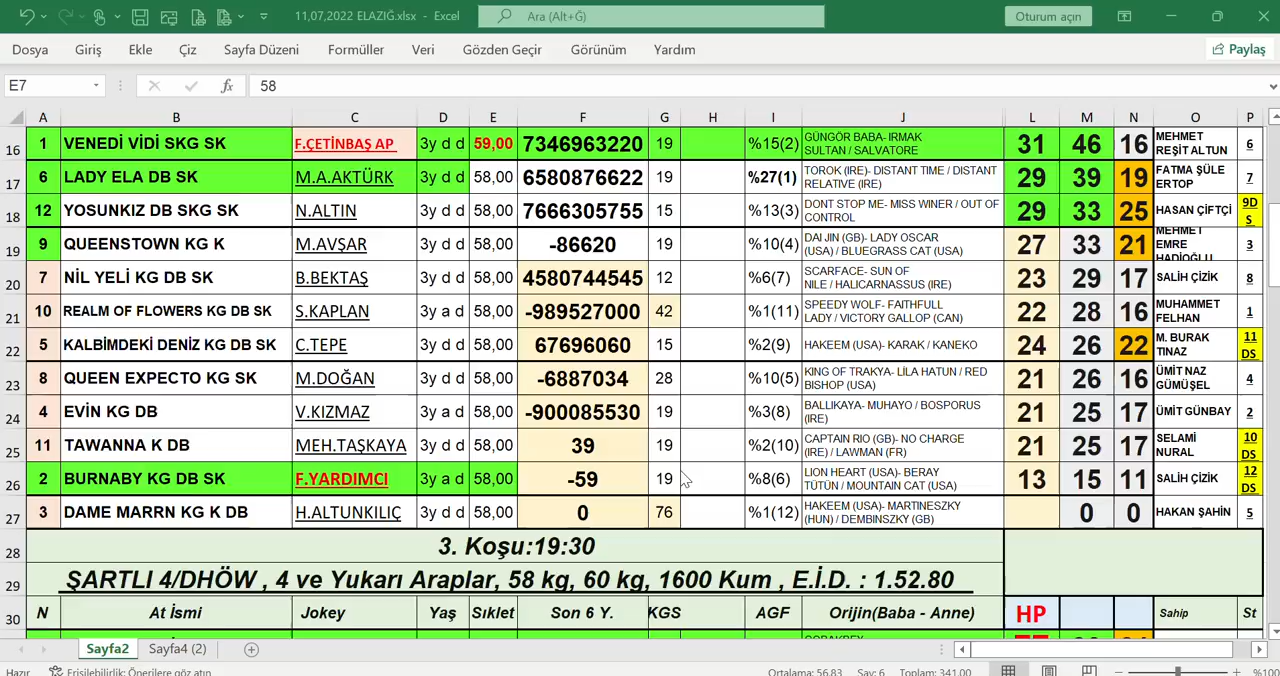 11,07,2022 ELAZIĞ.xlsx - Excel
Ara (Alt+Ğ)
Oturum açın
Dosya Giriş Ekle Çiz Sayfa Düzeni Formüller Veri Gözden Geçir Görünüm Yardım
Paylaş
E7 fx 58
A B C D E F G H I J L M N O P
16 1 VENEDİ VİDİ SKG SK F.ÇETİNBAŞ AP 3y d d 59,00 7346963220 19 %15(2) GÜNGÖR BABA- IRMAK SULTAN / SALVATORE 31 46 16 MEHMET REŞİT ALTUN 6
17 6 LADY ELA DB SK M.A.AKTÜRK 3y d d 58,00 6580876622 19 %27(1) TOROK (IRE)- DISTANT TIME / DISTANT RELATIVE (IRE) 29 39 19 FATMA ŞÜLE ERTOP 7
18 12 YOSUNKIZ DB SKG SK N.ALTIN 3y d d 58,00 7666305755 15 %13(3) DONT STOP ME- MISS WINER / OUT OF CONTROL 29 33 25 HASAN ÇİFTÇİ 9D S
19 9 QUEENSTOWN KG K M.AVŞAR 3y d d 58,00 -86620 19 %10(4) DAI JIN (GB)- LADY OSCAR (USA) / BLUEGRASS CAT (USA) 27 33 21 MEHMET EMRE HADİOĞLU 3
20 7 NİL YELİ KG DB SK B.BEKTAŞ 3y d d 58,00 4580744545 12 %6(7) SCARFACE- SUN OF NILE / HALICARNASSUS (IRE) 23 29 17 SALİH ÇİZİK 8
21 10 REALM OF FLOWERS KG DB SK S.KAPLAN 3y a d 58,00 -989527000 42 %1(11) SPEEDY WOLF- FAITHFULL LADY / VICTORY GALLOP (CAN) 22 28 16 MUHAMMET FELHAN 1
22 5 KALBİMDEKİ DENİZ KG DB SK C.TEPE 3y d d 58,00 67696060 15 %2(9) HAKEEM (USA)- KARAK / KANEKO 24 26 22 M. BURAK TINAZ 11 DS
23 8 QUEEN EXPECTO KG SK M.DOĞAN 3y d d 58,00 -6887034 28 %10(5) KING OF TRAKYA- LİLA HATUN / RED BISHOP (USA) 21 26 16 ÜMİT NAZ GÜMÜŞEL 4
24 4 EVİN KG DB V.KIZMAZ 3y a d 58,00 -900085530 19 %3(8) BALLIKAYA- MUHAYO / BOSPORUS (IRE) 21 25 17 ÜMİT GÜNBAY 2
25 11 TAWANNA K DB MEH.TAŞKAYA 3y a d 58,00 39 19 %2(10) CAPTAIN RIO (GB)- NO CHARGE (IRE) / LAWMAN (FR) 21 25 17 SELAMİ NURAL 10 DS
26 2 BURNABY KG DB SK F.YARDIMCI 3y a d 58,00 -59 19 %8(6) LION HEART (USA)- BERAY TÜTÜN / MOUNTAIN CAT (USA) 13 15 11 SALİH ÇİZİK 12 DS
27 3 DAME MARRN KG K DB H.ALTUNKILIÇ 3y d d 58,00 0 76 %1(12) HAKEEM (USA)- MARTINESZKY (HUN) / DEMBINSZKY (GB) 0 0 HAKAN ŞAHİN 5
28 3. Koşu:19:30
29 ŞARTLI 4/DHÖW , 4 ve Yukarı Araplar, 58 kg, 60 kg, 1600 Kum , E.İ.D. : 1.52.80
30 N At İsmi Jokey Yaş Sıklet Son 6 Y. KGS AGF Orijin(Baba - Anne) HP Sahip St
Sayfa2 Sayfa4 (2)
Hazır Erişilebilirlik: Önerilere göz atın Ortalama: 56,83 Say: 6 Toplam: 341,00 %100